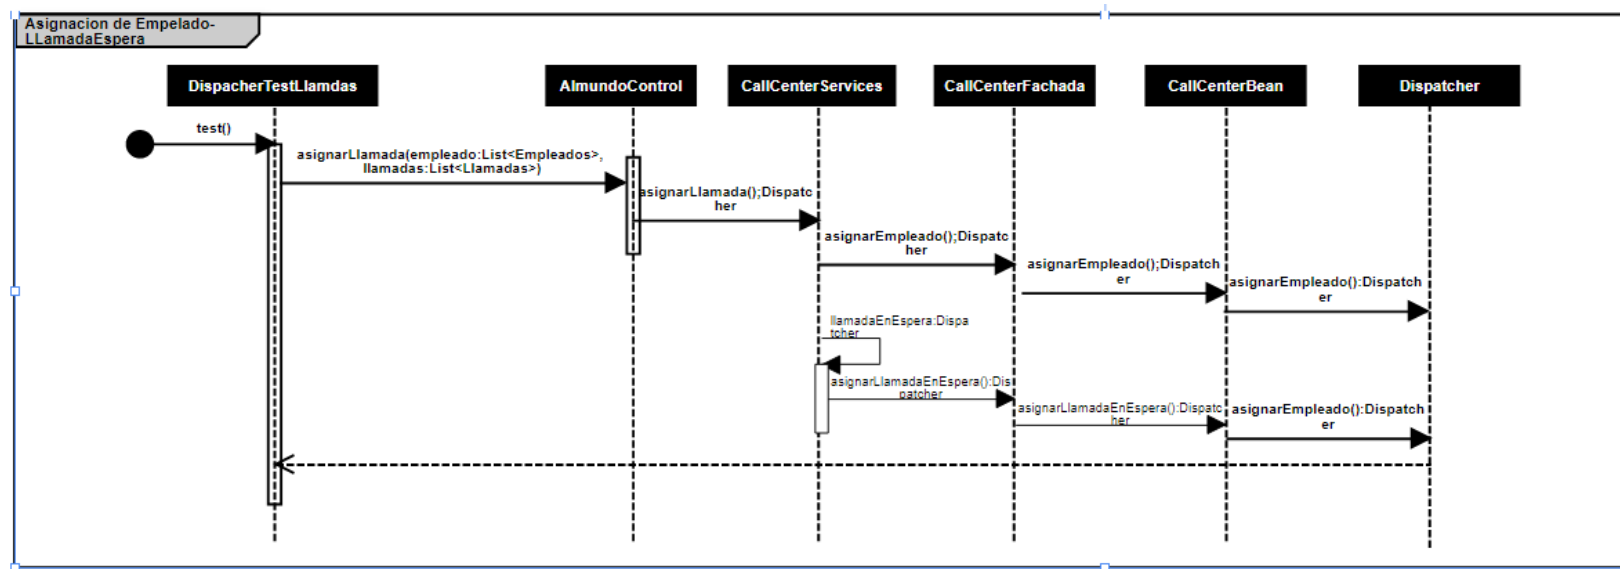 Asignacion de Empelado-
LLamadaEspera
DispacherTestLlamdas
AlmundoControl
CallCenterServices
CallCenterFachada
CallCenterBean
Dispatcher
test()
asignarLlamada(empleado:List<Empleados>,
llamadas:List<Llamadas>)
asignarLlamada();Dispatc
her
asignarEmpleado();Dispatc
her
asignarEmpleado();Dispatch
er
asignarEmpleado():Dispatch
er
llamadaEnEspera:Dispa
tcher
asignarLlamadaEnEspera():Dis
patcher
asignarLlamadaEnEspera():Dispatc
her
asignarEmpleado():Dispatch
er